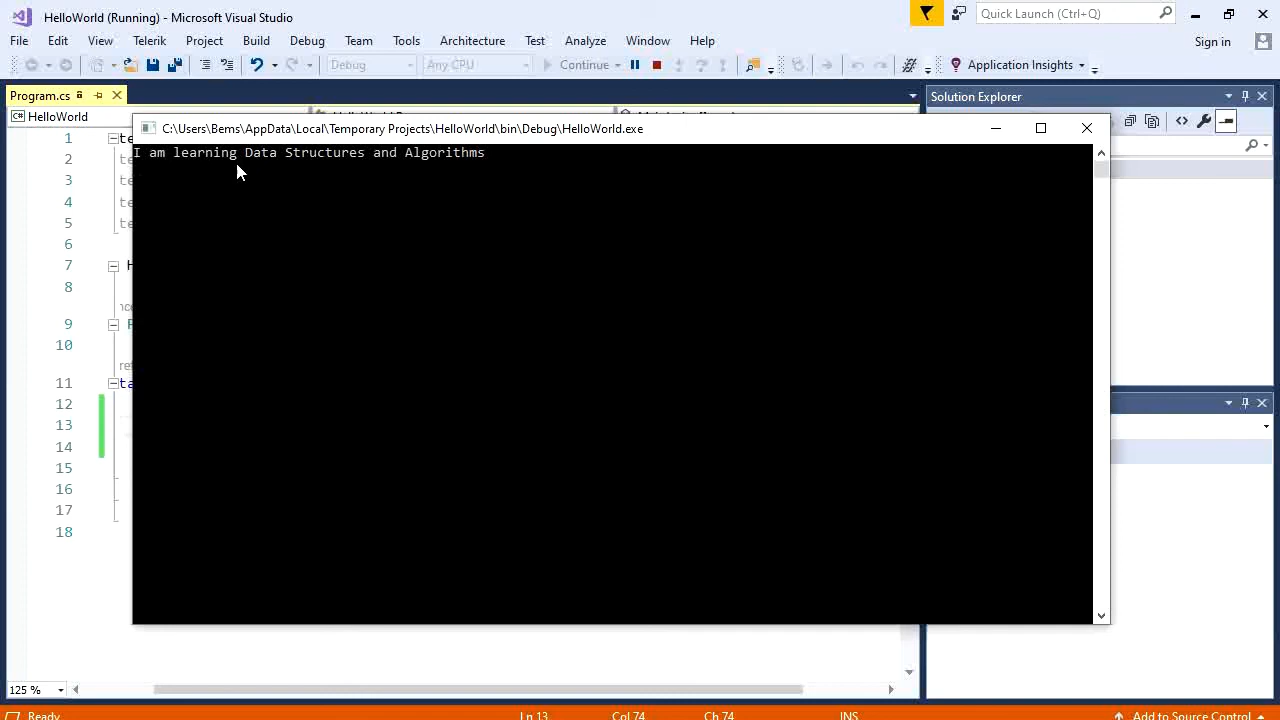 HelloWorld (Running) - Microsoft Visual Studio
Quick Launch (Ctrl+Q)
File Edit View Telerik Project Build Debug Team Tools Architecture Test Analyze Window Help
Sign in
Debug Any CPU Continue Application Insights
Program.cs
Solution Explorer
HelloWorld
C:\Users\Bems\AppData\Local\Temporary Projects\HelloWorld\bin\Debug\HelloWorld.exe
I am learning Data Structures and Algorithms
1
2
3
4
5
6
7
8
9
10
11
12
13
14
15
16
17
18
125 %
Ready Ln 13 Col 74 Ch 74 INS Add to Source Control